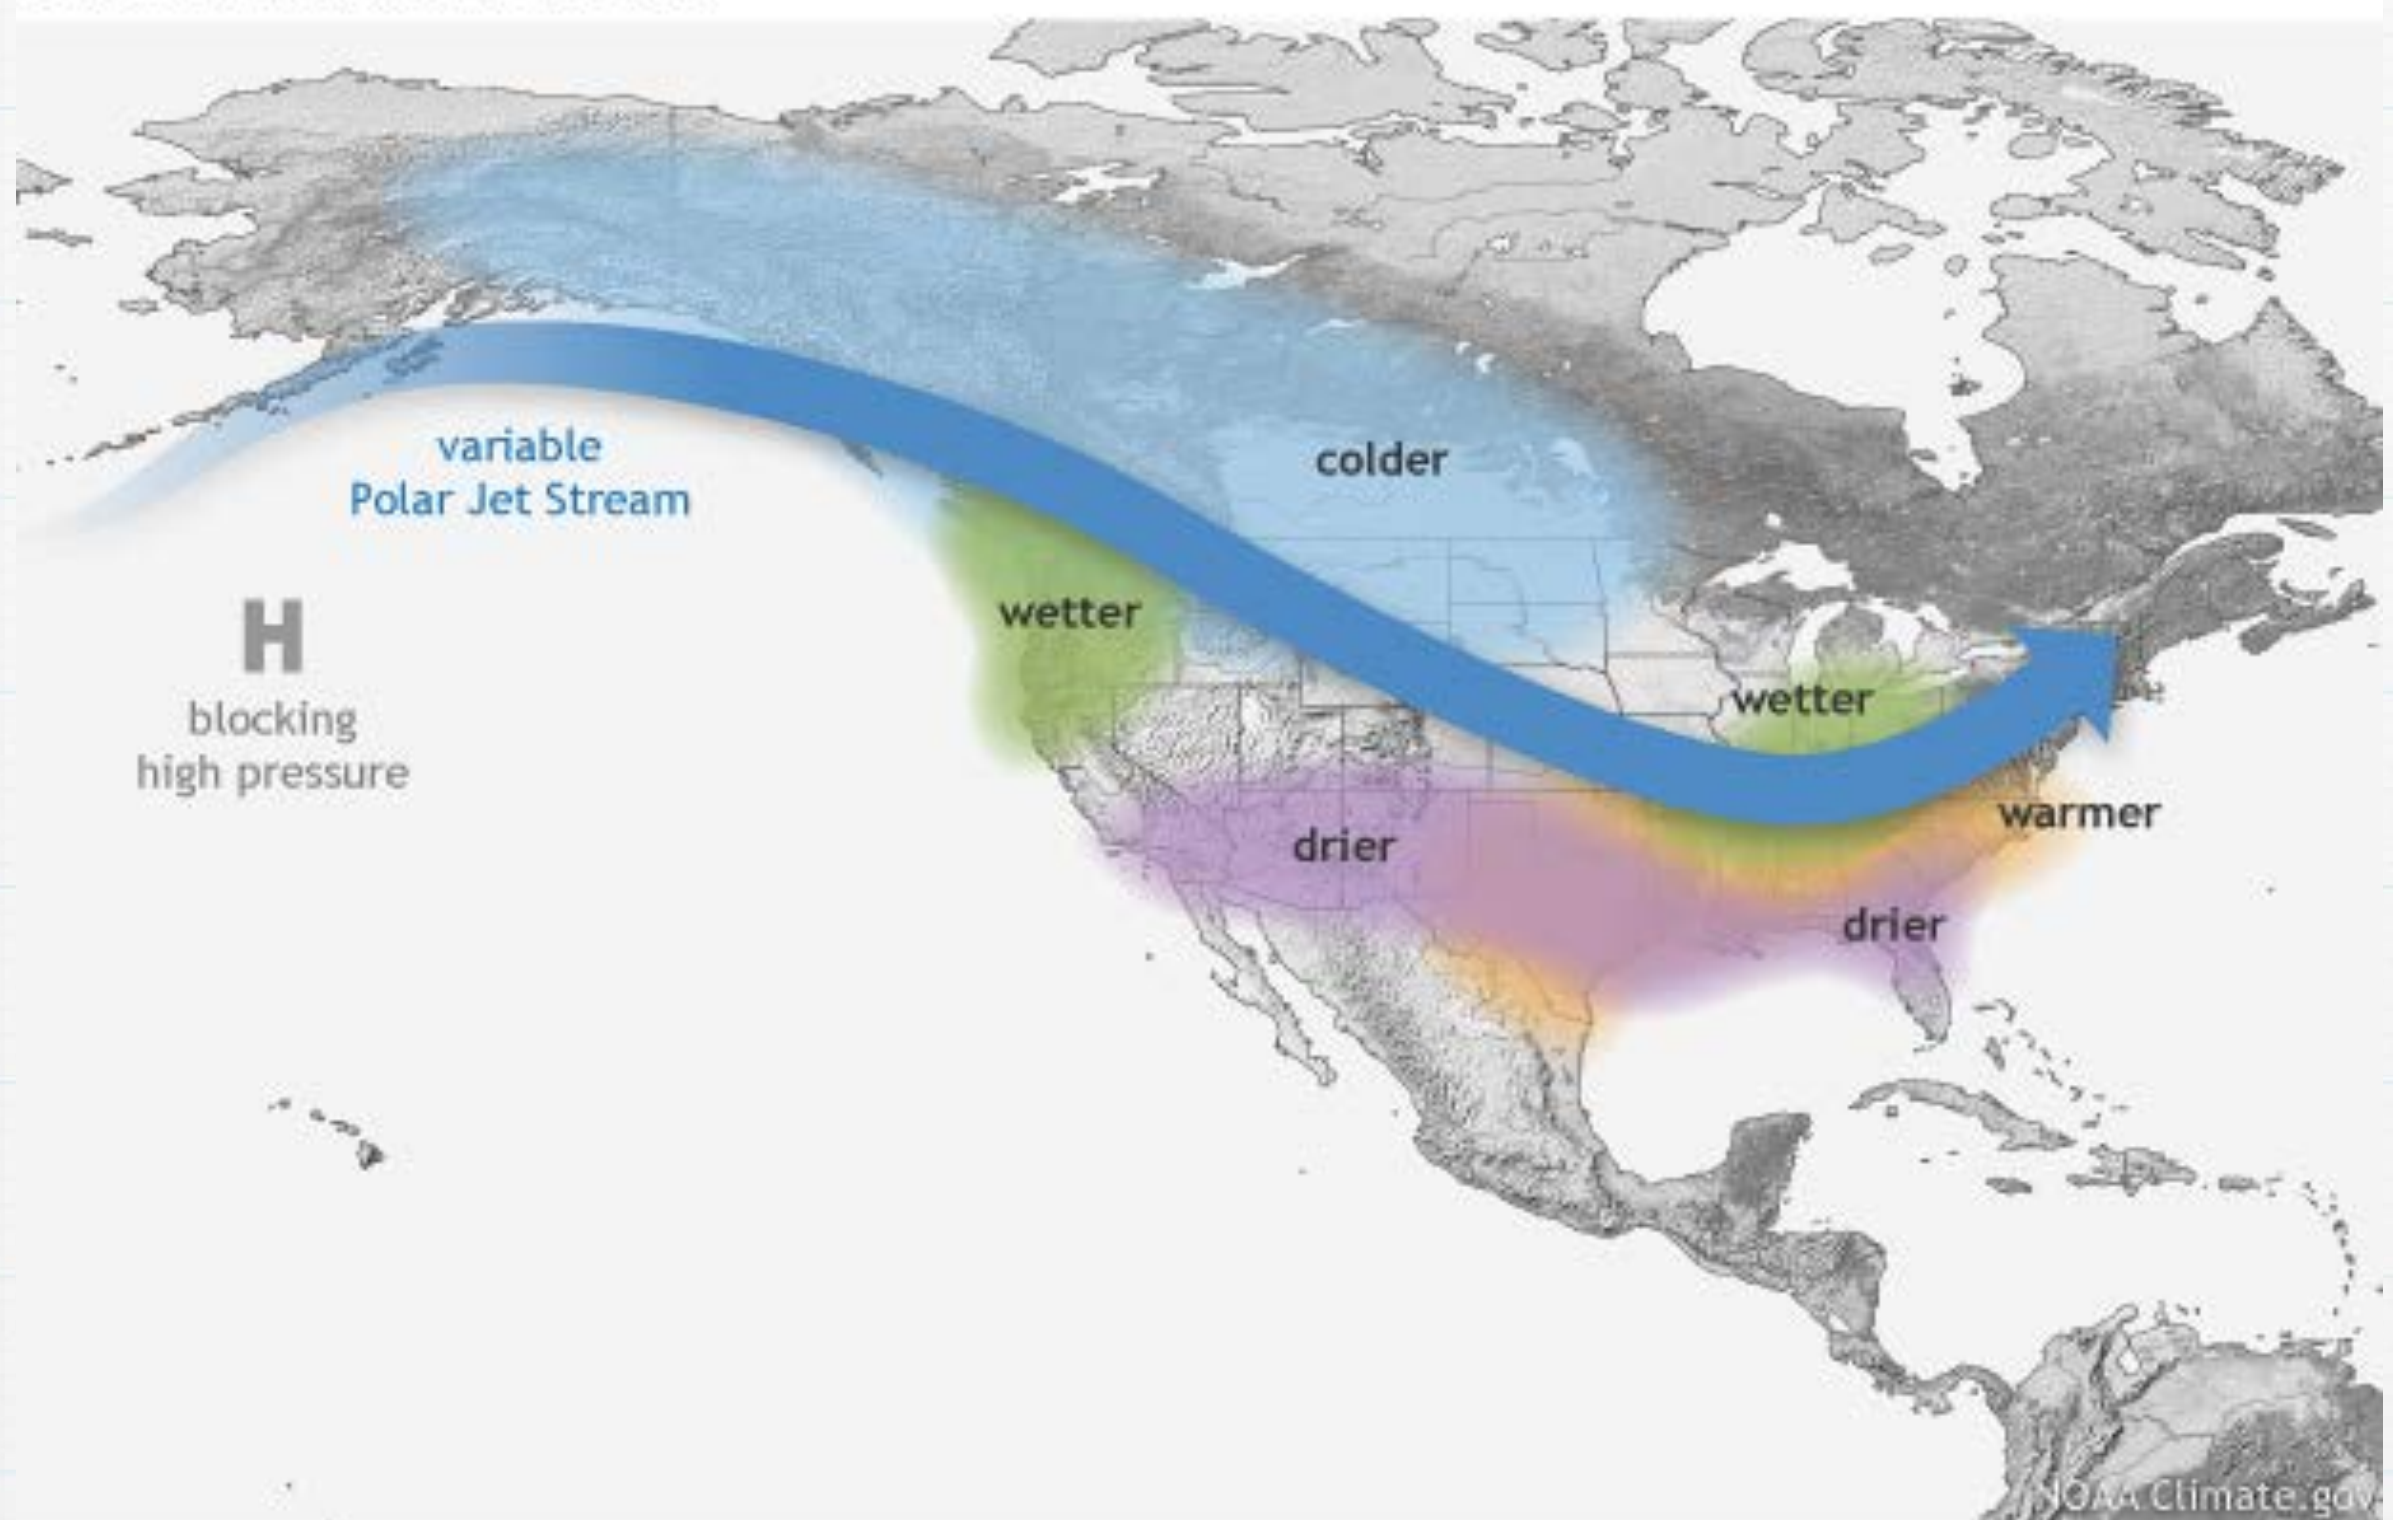 variable
Polar Jet Stream
colder
wetter
H
blocking
high pressure
wetter
warmer
drier
drier
NOAA Climate.gov